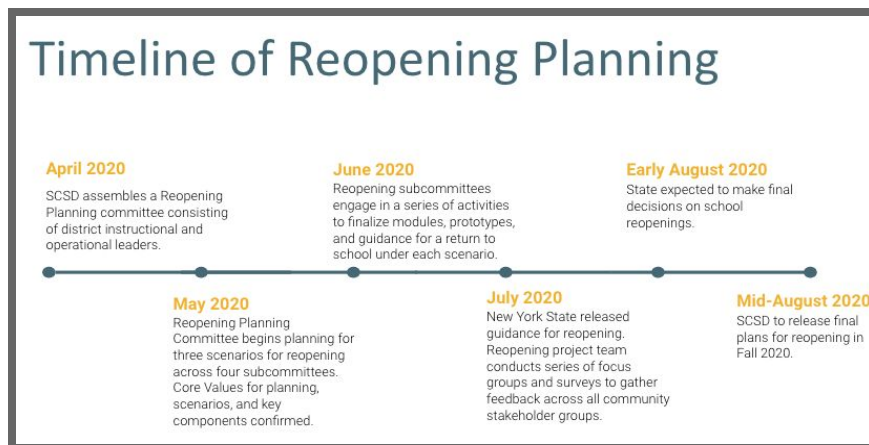 Timeline of Reopening Planning
April 2020
SCSD assembles a Reopening
Planning committee consisting
of district instructional and
operational leaders.
May 2020
Reopening Planning
Committee begins planning for
three scenarios for reopening
across four subcommittees.
Core Values for planning,
scenarios, and key
components confirmed.
June 2020
Reopening subcommittees
engage in a series of activities
to finalize modules, prototypes,
and guidance for a return to
school under each scenario.
July 2020
New York State released
guidance for reopening.
Reopening project team
conducts series of focus
groups and surveys to gather
feedback across all community
stakeholder groups.
Early August 2020
State expected to make final
decisions on school
reopenings.
Mid-August 2020
SCSD to release final
plans for reopening in
Fall 2020.